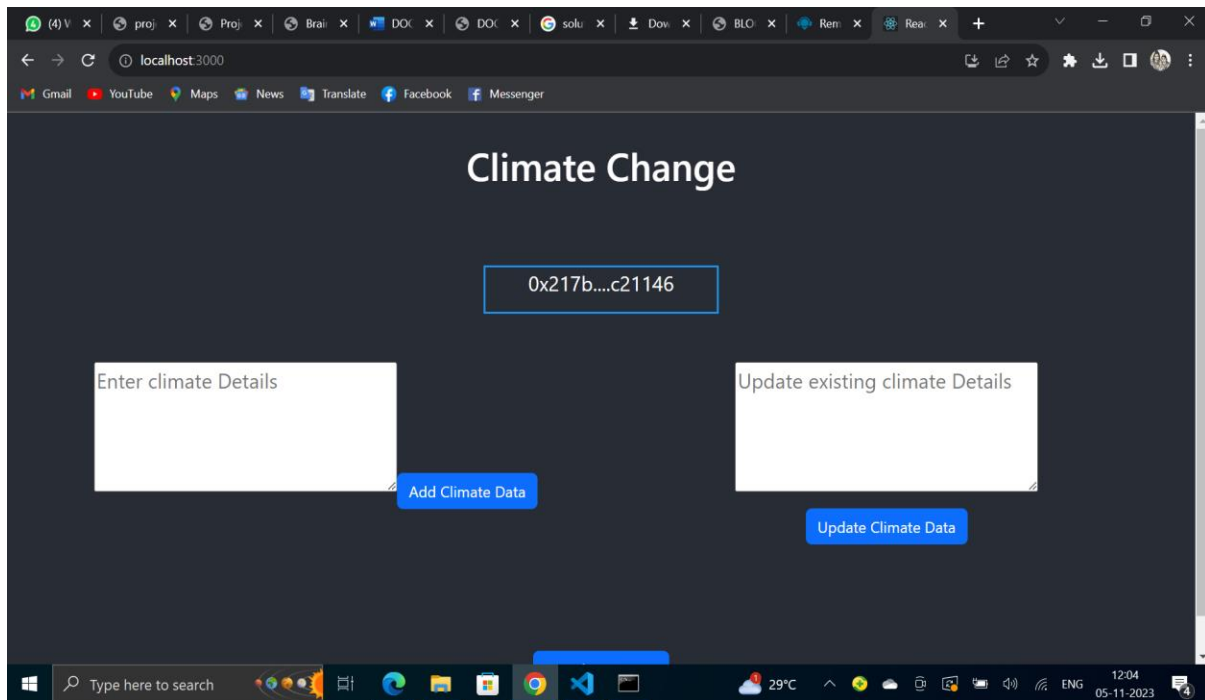 (4) W proj Proj Brai DOC DOC solu Dow BLO Rem Reac
localhost:3000
Gmail YouTube Maps News Translate Facebook Messenger
Climate Change
0x217b....c21146
Enter climate Details
Update existing climate Details
Add Climate Data
Update Climate Data
Type here to search 29°C ENG 12:04
05-11-2023
4